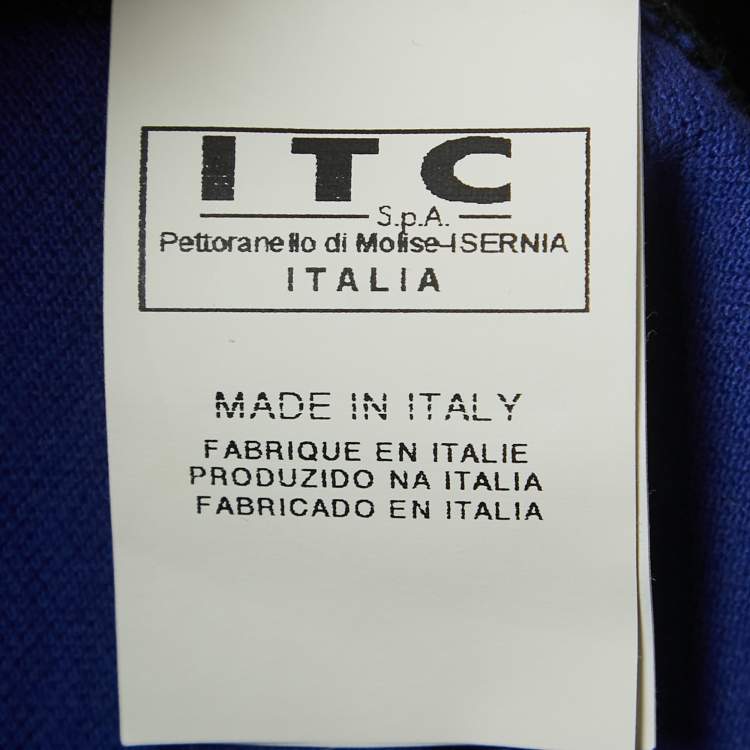 ITC
S.p.A.
Pettoranello di Molise-ISERNIA
ITALIA
MADE IN ITALY
FABRIQUE EN ITALIE
PRODUZIDO NA ITALIA
FABRICADO EN ITALIA